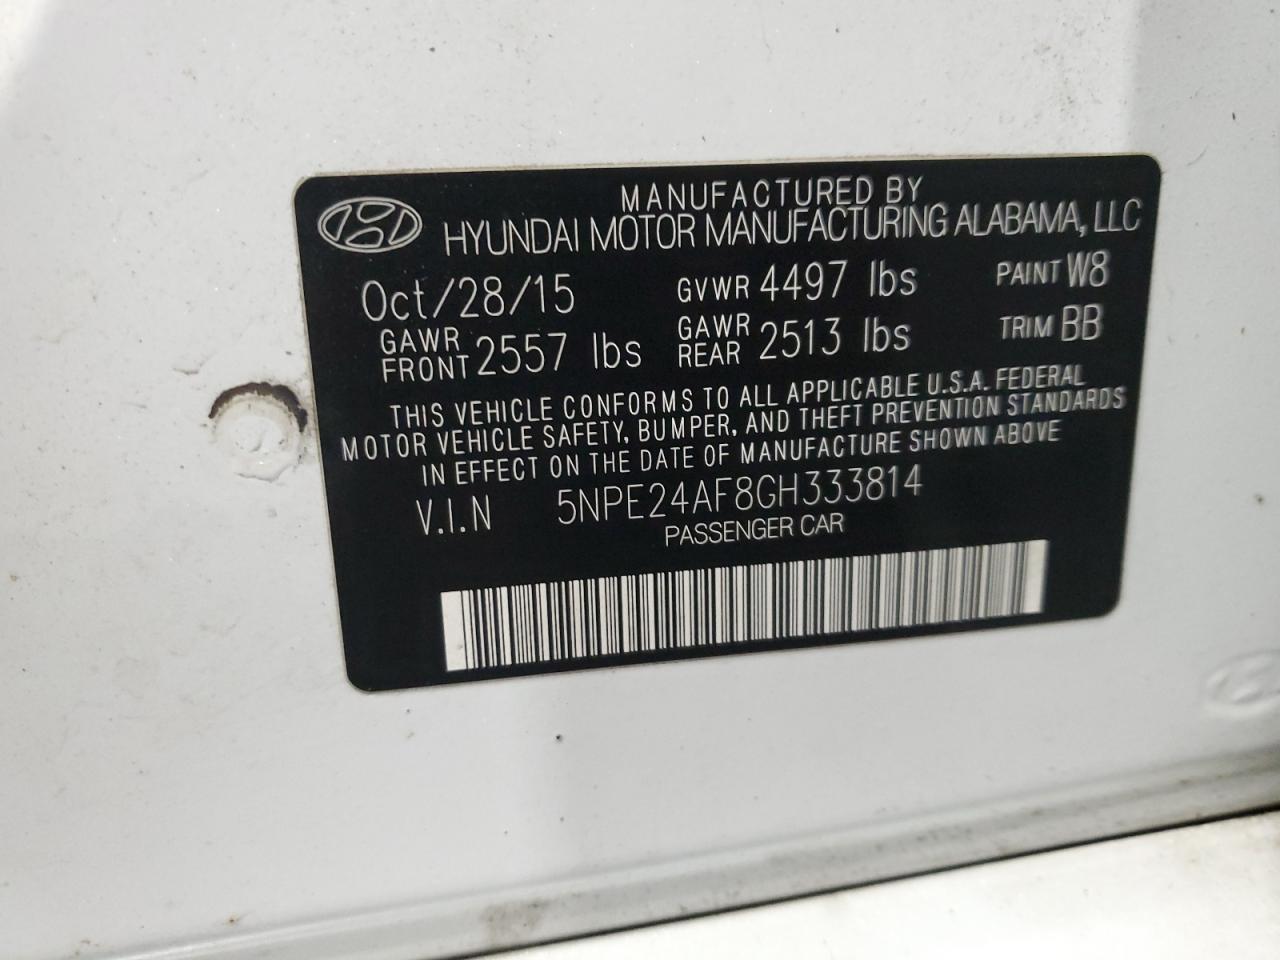 MANUFACTURED BY
HYUNDAI MOTOR MANUFACTURING ALABAMA, LLC
Oct/28/15 GVWR 4497 lbs PAINT W8
GAWR FRONT 2557 lbs GAWR REAR 2513 lbs TRIM BB
THIS VEHICLE CONFORMS TO ALL APPLICABLE U.S.A. FEDERAL
MOTOR VEHICLE SAFETY, BUMPER, AND THEFT PREVENTION STANDARDS
IN EFFECT ON THE DATE OF MANUFACTURE SHOWN ABOVE
V.I.N 5NPE24AF8GH333814
PASSENGER CAR